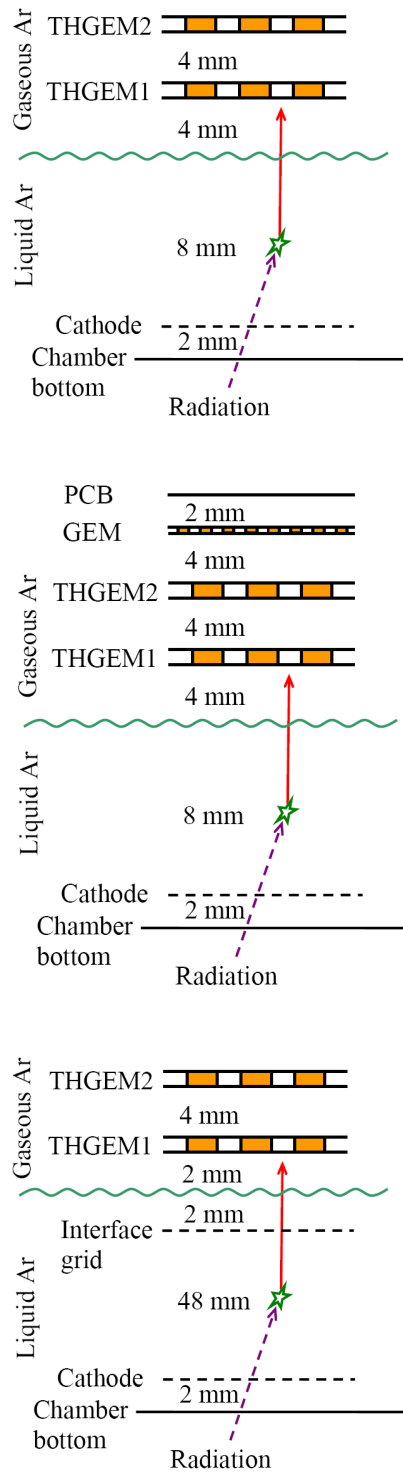 Gaseous Ar
THGEM2
4 mm
THGEM1
4 mm
Liquid Ar
8 mm
Cathode
2 mm
Chamber
bottom
Radiation
PCB
2 mm
GEM
4 mm
Gaseous Ar
THGEM2
4 mm
THGEM1
4 mm
Liquid Ar
8 mm
Cathode
2 mm
Chamber
bottom
Radiation
Gaseous Ar
THGEM2
4 mm
THGEM1
2 mm
2 mm
Interface
grid
Liquid Ar
48 mm
Cathode
2 mm
Chamber
bottom
Radiation